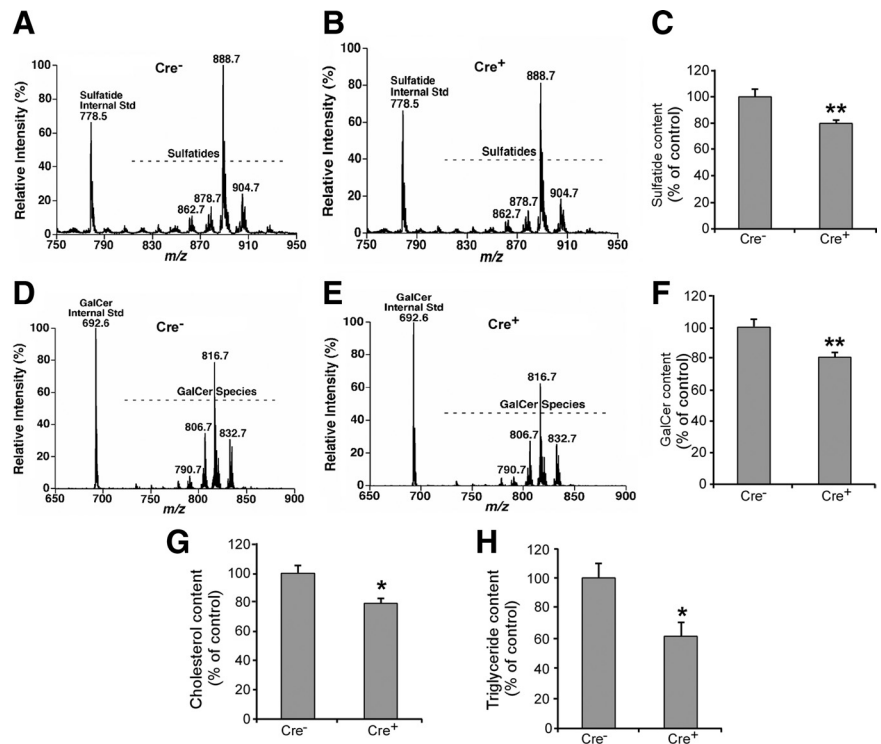 A
Relative Intensity (%)
100
80
60
40
20
0
Cre-
Sulfatide
Internal Std
778.5
888.7
Sulfatides
862.7
878.7
904.7
750
790
830
870
910
950
m/z
B
Relative Intensity (%)
100
80
60
40
20
0
Cre+
Sulfatide
Internal Std
778.5
888.7
Sulfatides
862.7
878.7
904.7
750
790
830
870
910
950
m/z
C
Sulfatide content
(% of control)
120
100
80
60
40
20
0
**
Cre-
Cre+
D
Relative Intensity (%)
100
80
60
40
20
0
GalCer
Internal Std
692.6
Cre-
816.7
GalCer Species
806.7
832.7
790.7
650
700
750
800
850
900
m/z
E
Relative Intensity (%)
100
80
60
40
20
0
GalCer
Internal Std
692.6
Cre+
816.7
GalCer Species
806.7
832.7
790.7
650
700
750
800
850
900
m/z
F
GalCer content
(% of control)
120
100
80
60
40
20
0
**
Cre-
Cre+
G
Cholesterol content
(% of control)
120
100
80
60
40
20
0
*
Cre-
Cre+
H
Triglyceride content
(% of control)
120
100
80
60
40
20
0
*
Cre-
Cre+